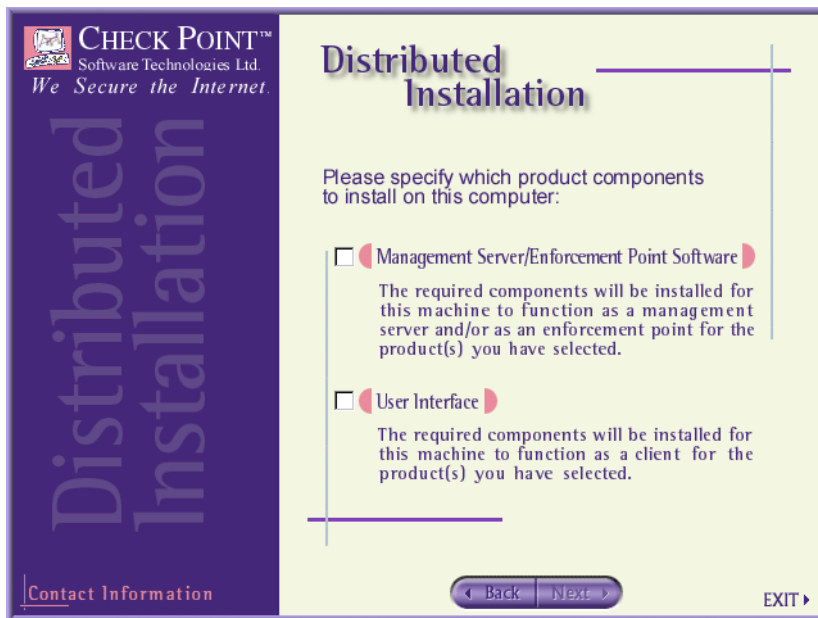 CHECK POINT™
Software Technologies Ltd.
We Secure the Internet.
Distributed
Installation
Distributed
Installation
Please specify which product components
to install on this computer:
Management Server/Enforcement Point Software
The required components will be installed for
this machine to function as a management
server and/or as an enforcement point for the
product(s) you have selected.
User Interface
The required components will be installed for
this machine to function as a client for the
product(s) you have selected.
Contact Information
Back
Next
EXIT